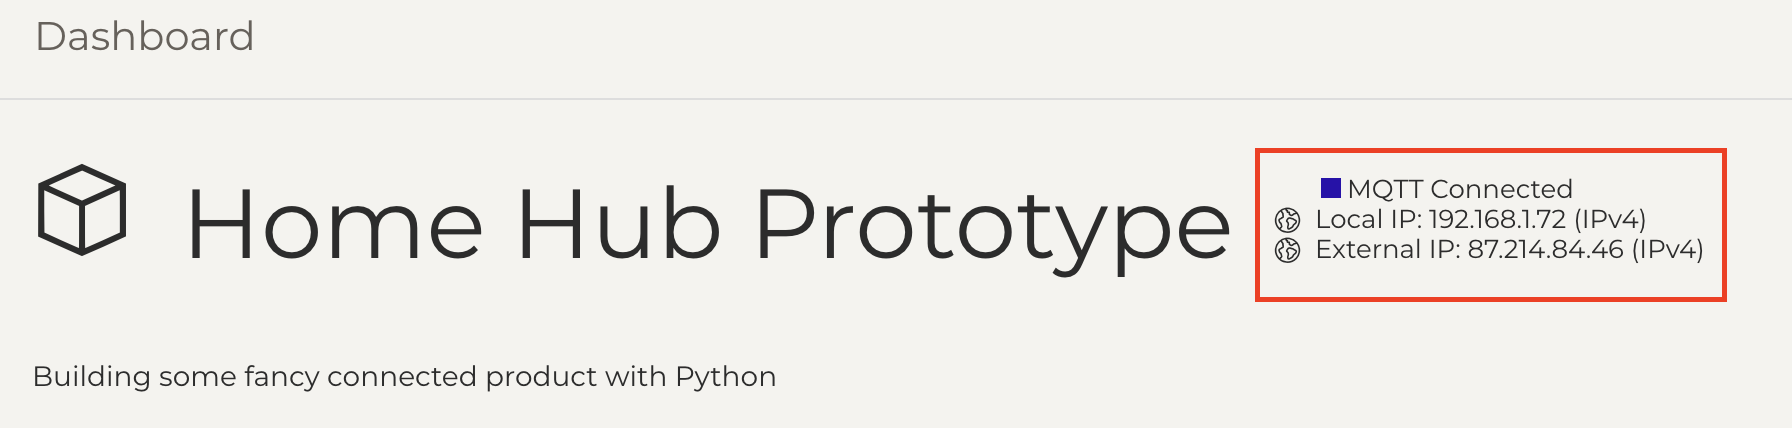 Dashboard
Home Hub Prototype
MQTT Connected
Local IP: 192.168.1.72 (IPv4)
External IP: 87.214.84.46 (IPv4)
Building some fancy connected product with Python